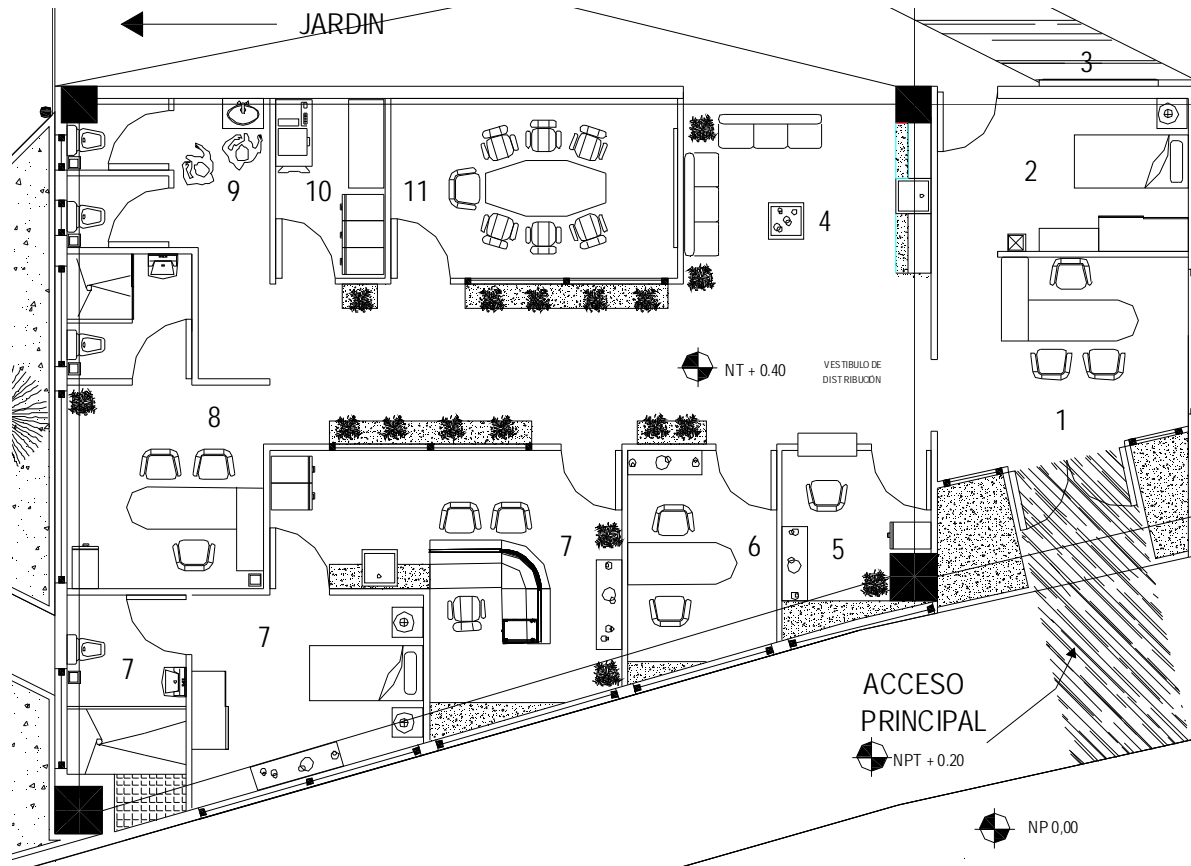 JARDIN
3
2
9
10
11
4
NT + 0.40
VESTIBULO DE
DISTRIBUCIÓN
8
1
7
6
5
7
7
ACCESO
PRINCIPAL
NPT + 0.20
NP 0,00